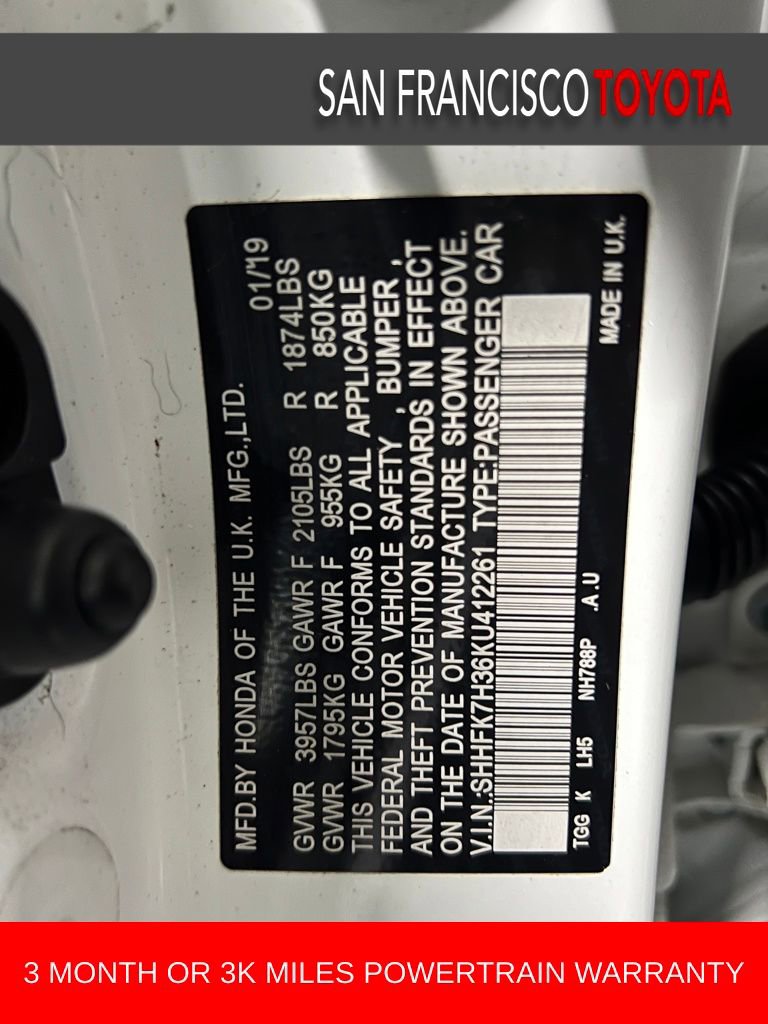 SAN FRANCISCO TOYOTA
MFD.BY HONDA OF THE U.K. MFG.,LTD. 01/'19
GVWR 3957LBS GAWR F 2105LBS R 1874LBS
GVWR 1795KG GAWR F 955KG R 850KG
THIS VEHICLE CONFORMS TO ALL APPLICABLE
FEDERAL MOTOR VEHICLE SAFETY , BUMPER ,
AND THEFT PREVENTION STANDARDS IN EFFECT
ON THE DATE OF MANUFACTURE SHOWN ABOVE.
V.I.N.:SHHFK7H36KU412261 TYPE:PASSENGER CAR
TGG K LH5 NH788P .A.U MADE IN U.K.
3 MONTH OR 3K MILES POWERTRAIN WARRANTY